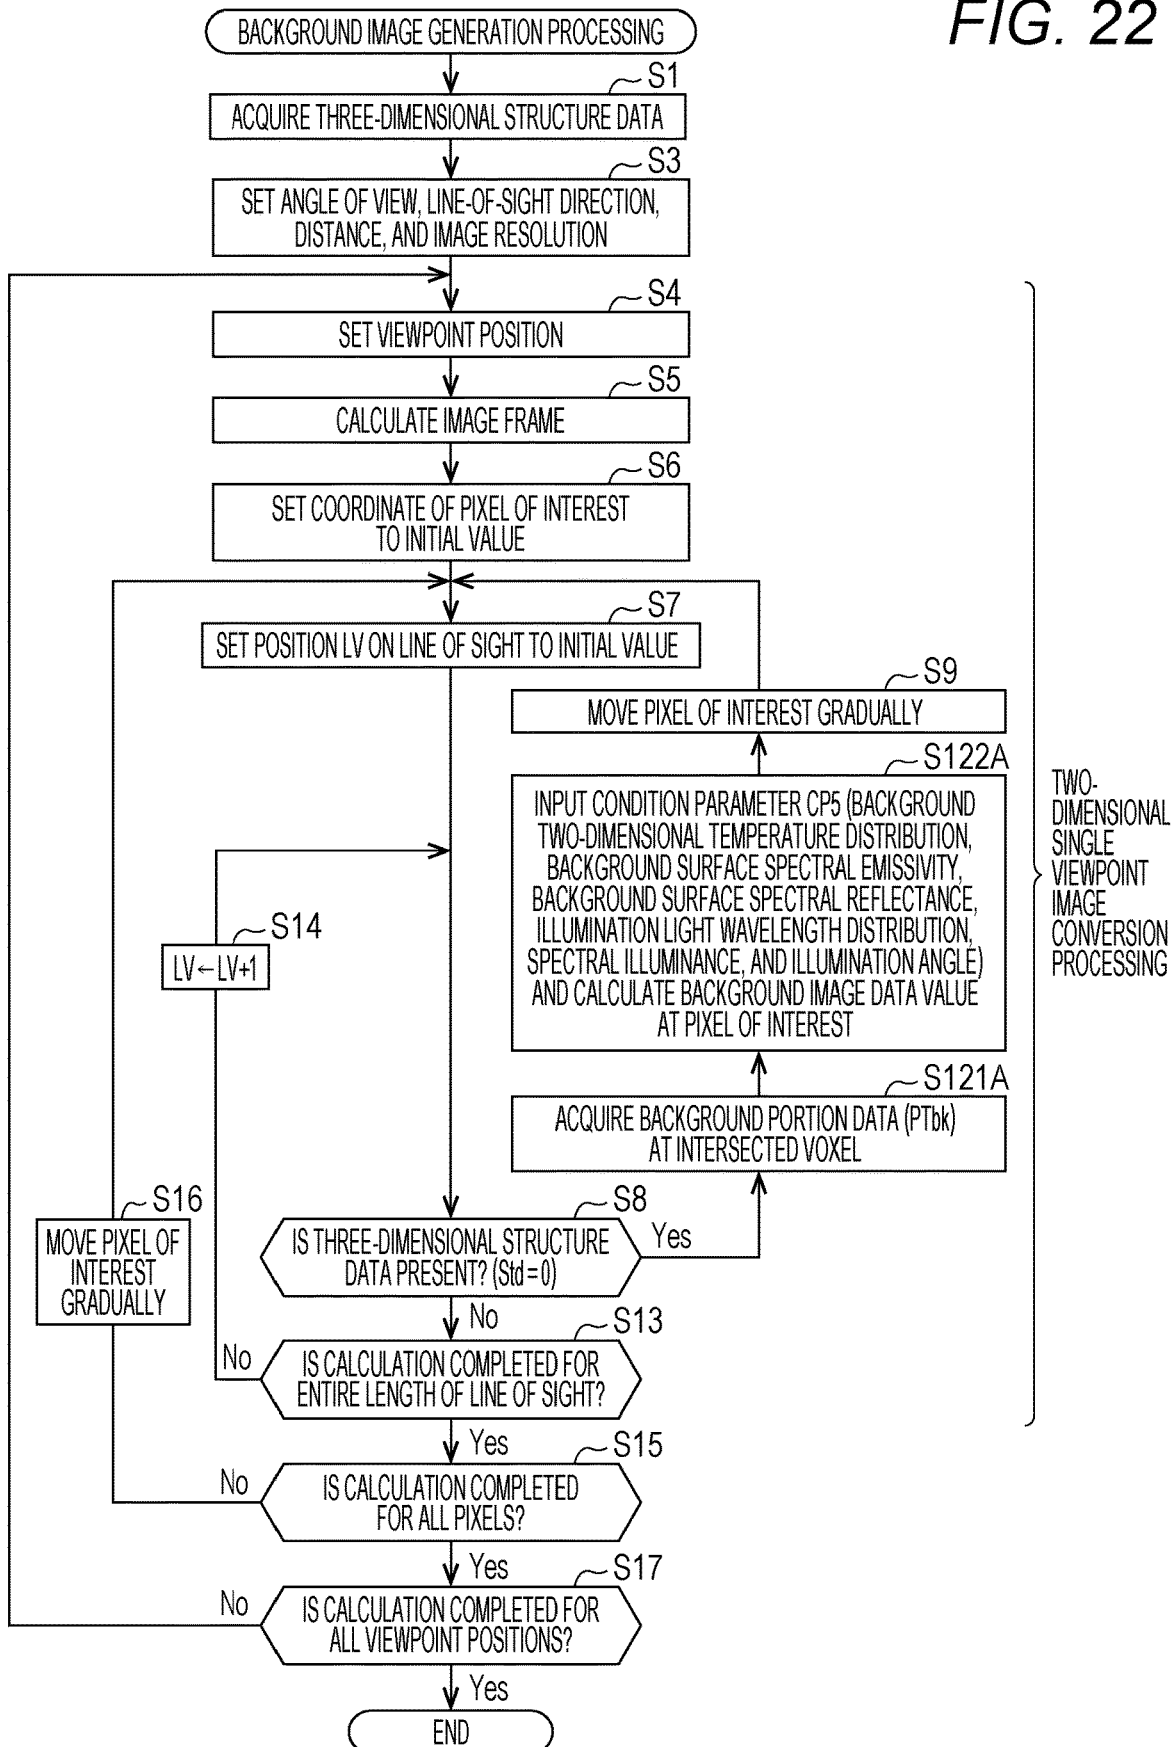 FIG. 22
BACKGROUND IMAGE GENERATION PROCESSING
S1
ACQUIRE THREE-DIMENSIONAL STRUCTURE DATA
S3
SET ANGLE OF VIEW, LINE-OF-SIGHT DIRECTION,
DISTANCE, AND IMAGE RESOLUTION
S4
SET VIEWPOINT POSITION
S5
CALCULATE IMAGE FRAME
S6
SET COORDINATE OF PIXEL OF INTEREST
TO INITIAL VALUE
S7
SET POSITION LV ON LINE OF SIGHT TO INITIAL VALUE
S9
MOVE PIXEL OF INTEREST GRADUALLY
S122A
INPUT CONDITION PARAMETER CP5 (BACKGROUND
TWO-DIMENSIONAL TEMPERATURE DISTRIBUTION,
BACKGROUND SURFACE SPECTRAL EMISSIVITY,
BACKGROUND SURFACE SPECTRAL REFLECTANCE,
ILLUMINATION LIGHT WAVELENGTH DISTRIBUTION,
SPECTRAL ILLUMINANCE, AND ILLUMINATION ANGLE)
AND CALCULATE BACKGROUND IMAGE DATA VALUE
AT PIXEL OF INTEREST
TWO-
DIMENSIONAL
SINGLE
VIEWPOINT
IMAGE
CONVERSION
PROCESSING
S14
LV←LV+1
S121A
ACQUIRE BACKGROUND PORTION DATA (PTbk)
AT INTERSECTED VOXEL
S16
MOVE PIXEL OF
INTEREST
GRADUALLY
S8
IS THREE-DIMENSIONAL STRUCTURE
DATA PRESENT? (Std=0)
Yes
No
S13
IS CALCULATION COMPLETED FOR
ENTIRE LENGTH OF LINE OF SIGHT?
No
Yes
S15
IS CALCULATION COMPLETED
FOR ALL PIXELS?
No
Yes
S17
IS CALCULATION COMPLETED FOR
ALL VIEWPOINT POSITIONS?
No
Yes
END